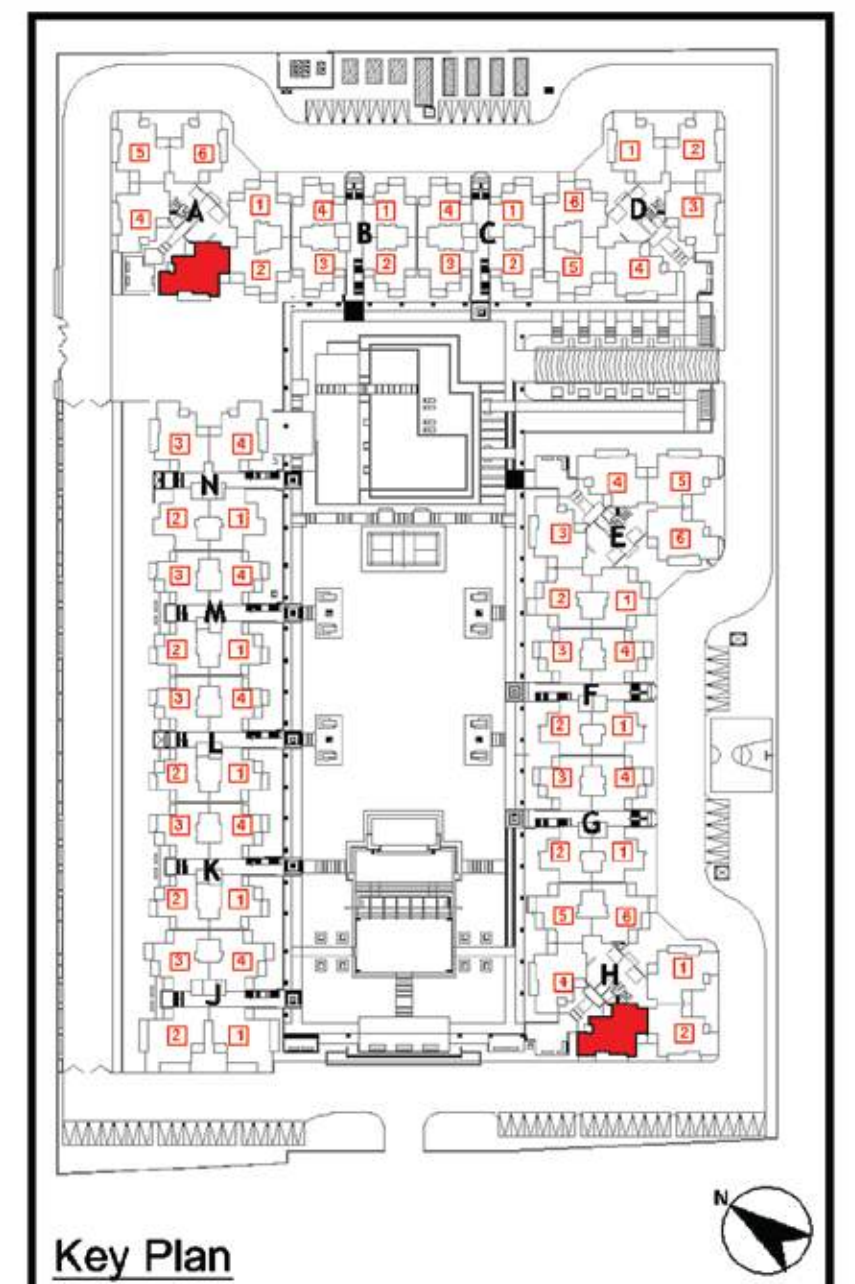 5 6 1 2
4 A 1 4 1 4 1 6 D 3
B C
2 3 2 3 2 5 4
3 4
N
4 5
2 1 3 E 6
3 4
M 2 1
2 1 3 4
3 4 F
L 2 1
2 1 3 4
3 4 G
K 2 1
2 1 5 6
3 4 4 H 1
J
2 1 2
N
Key Plan